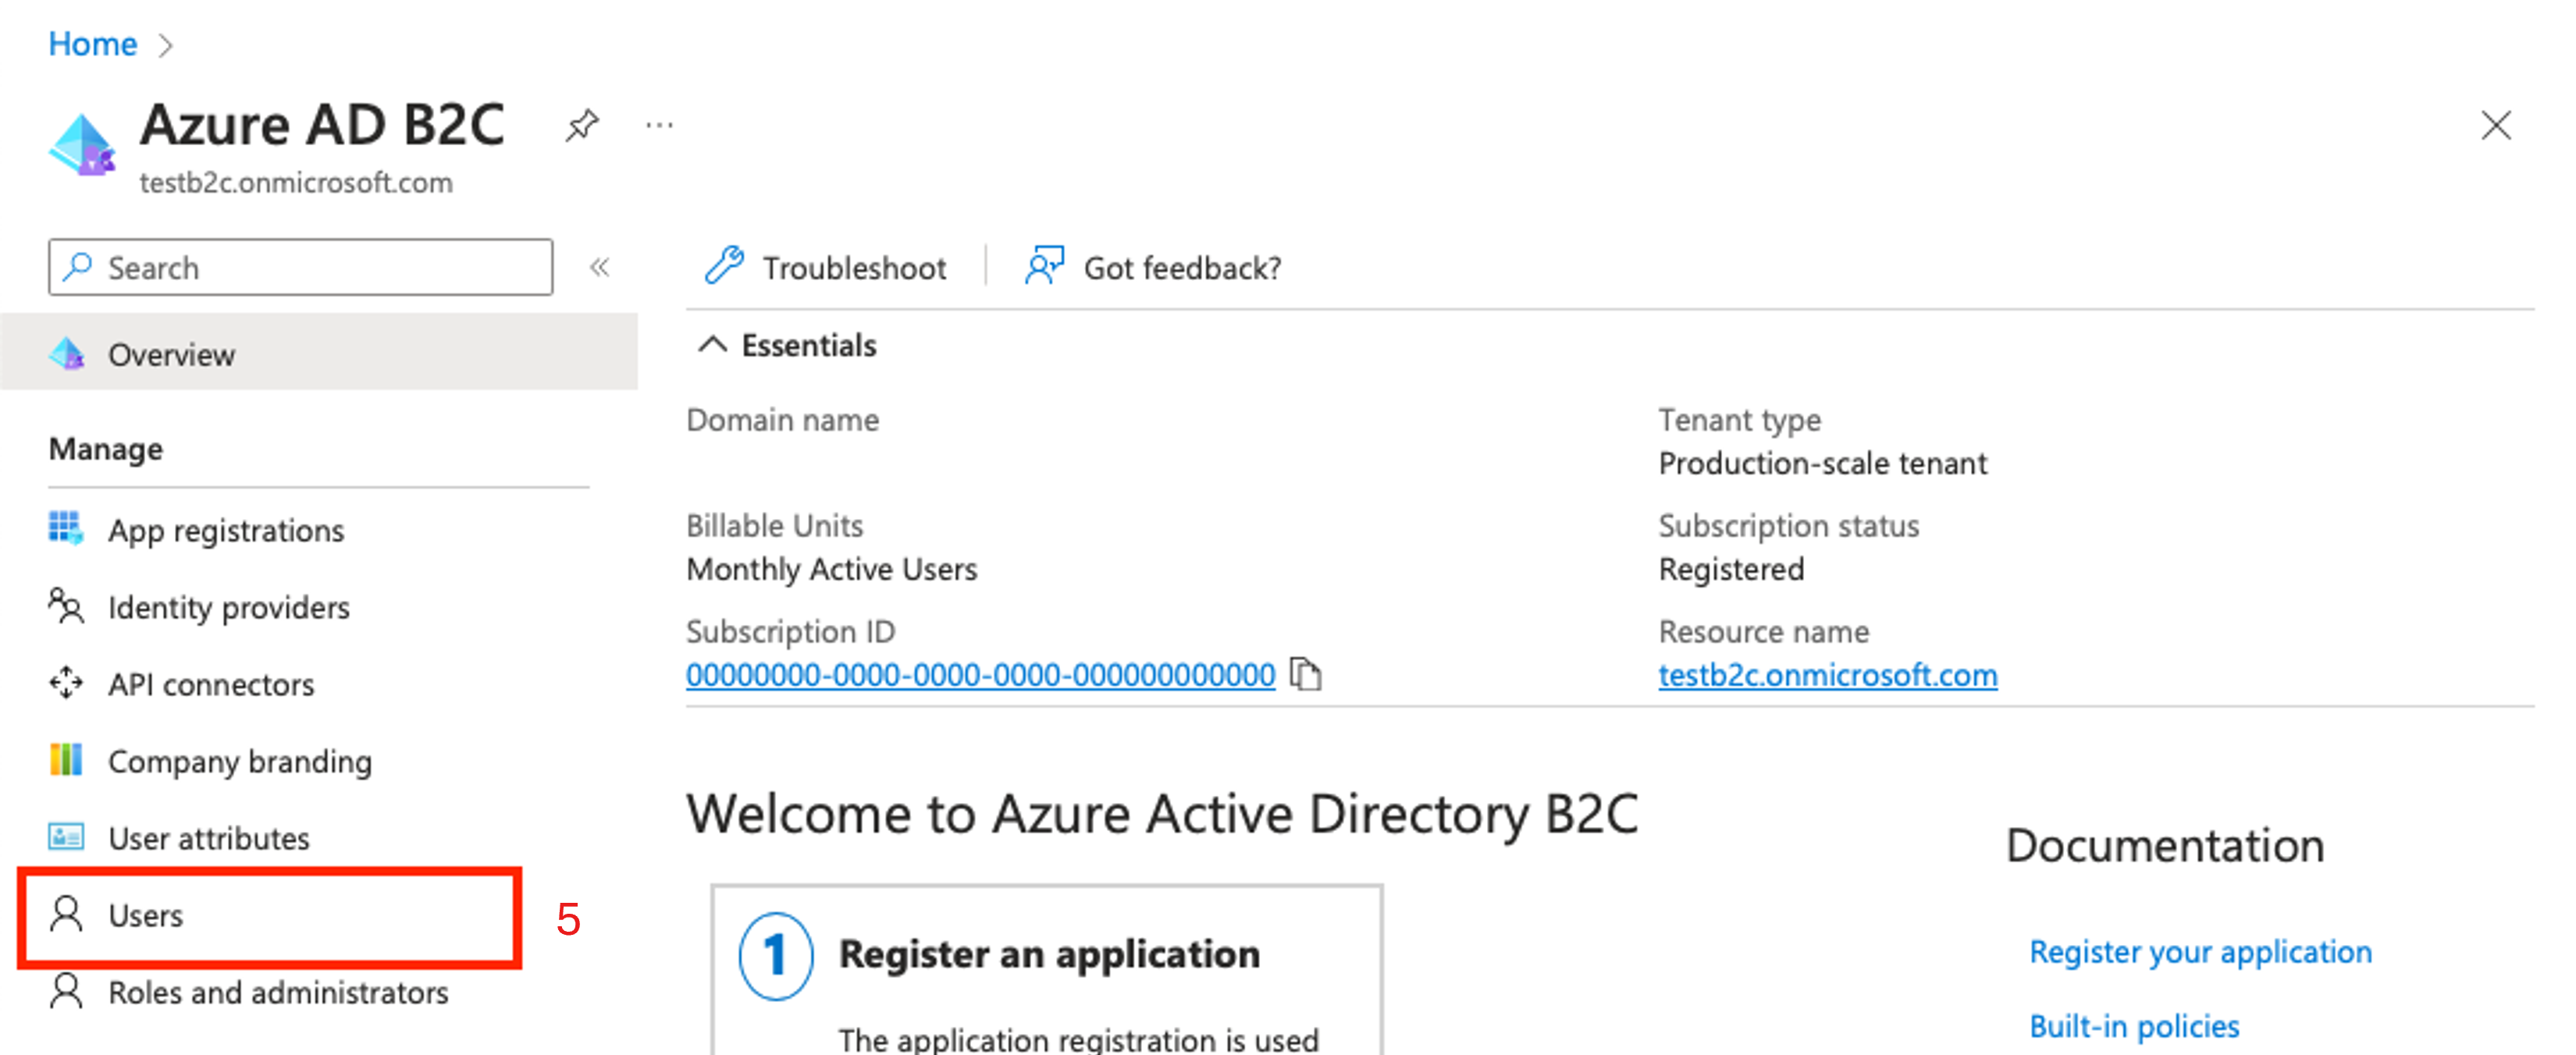 Home
Azure AD B2C
testb2c.onmicrosoft.com
Search
Overview
Manage
App registrations
Identity providers
API connectors
Company branding
User attributes
Users
5
Roles and administrators
Troubleshoot
Got feedback?
Essentials
Domain name
Tenant type
Production-scale tenant
Billable Units
Monthly Active Users
Subscription status
Registered
Subscription ID
00000000-0000-0000-0000-000000000000
Resource name
testb2c.onmicrosoft.com
Welcome to Azure Active Directory B2C
1
Register an application
The application registration is used
Documentation
Register your application
Built-in policies